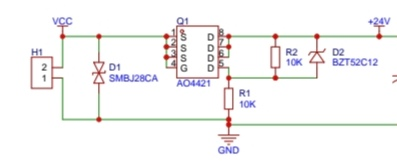 VCC
Q1
+24V
H1
2
1
D1
SMBJ28CA
1 S D 8
2 S D 7
3 S D 6
4 G D 5
AO4421
R2
10K
D2
BZT52C12
R1
10K
GND